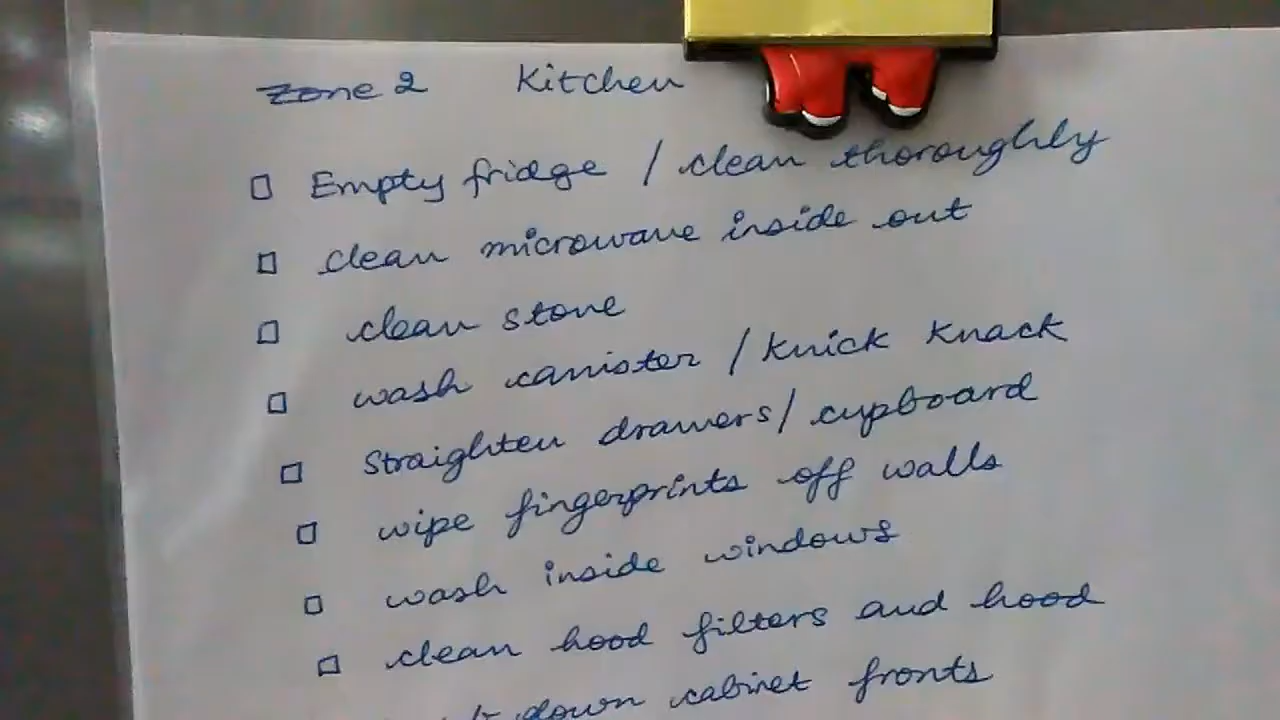 Zone 2 Kitchen
Empty fridge / clean thoroughly
clean microwave inside out
clean stove
wash canister / Knick Knack
Straighten drawers / cupboard
wipe fingerprints off walls
wash inside windows
clean hood filters and hood
down cabinet fronts